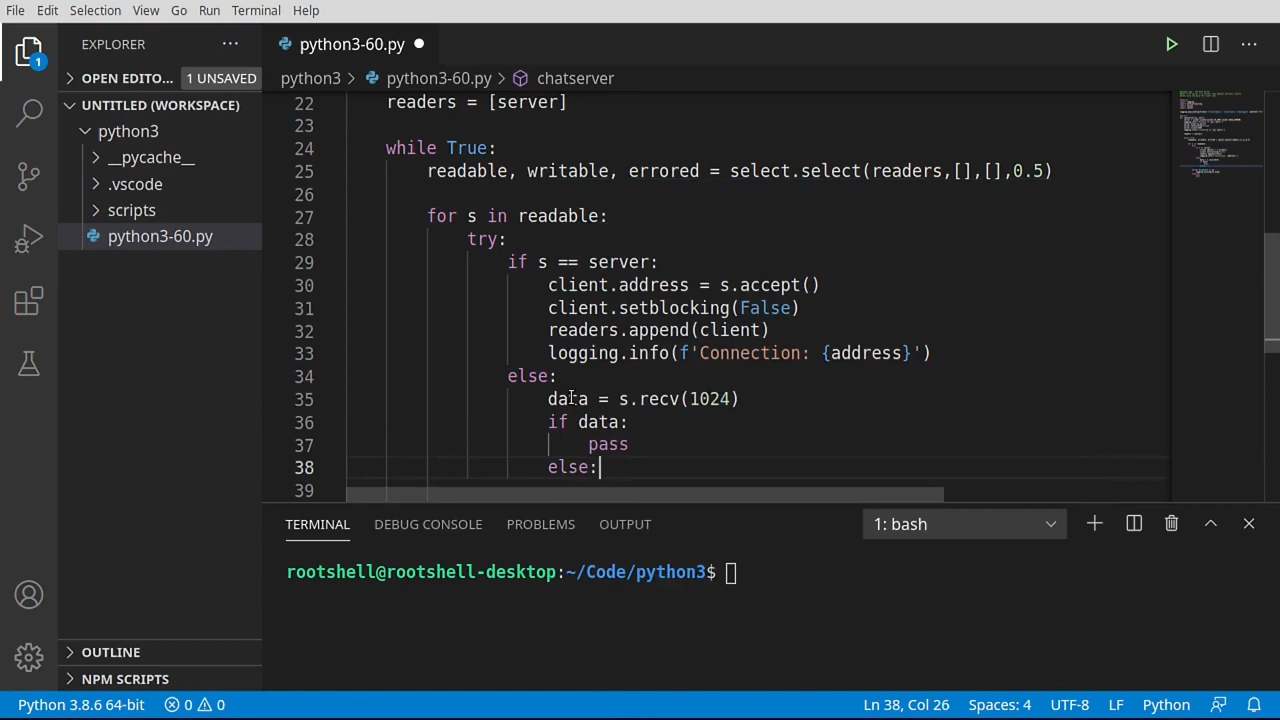 File Edit Selection View Go Run Terminal Help
EXPLORER
python3-60.py
1
OPEN EDITO... 1 UNSAVED
python3 > python3-60.py > chatserver
UNTITLED (WORKSPACE)
python3
__pycache__
.vscode
scripts
python3-60.py
22 readers = [server]
23
24 while True:
25 readable, writable, errored = select.select(readers,[],[],0.5)
26
27 for s in readable:
28 try:
29 if s == server:
30 client.address = s.accept()
31 client.setblocking(False)
32 readers.append(client)
33 logging.info(f'Connection: {address}')
34 else:
35 data = s.recv(1024)
36 if data:
37 pass
38 else:
39
TERMINAL DEBUG CONSOLE PROBLEMS OUTPUT 1: bash
rootshell@rootshell-desktop:~/Code/python3$
OUTLINE
NPM SCRIPTS
Python 3.8.6 64-bit 0 0 Ln 38, Col 26 Spaces: 4 UTF-8 LF Python